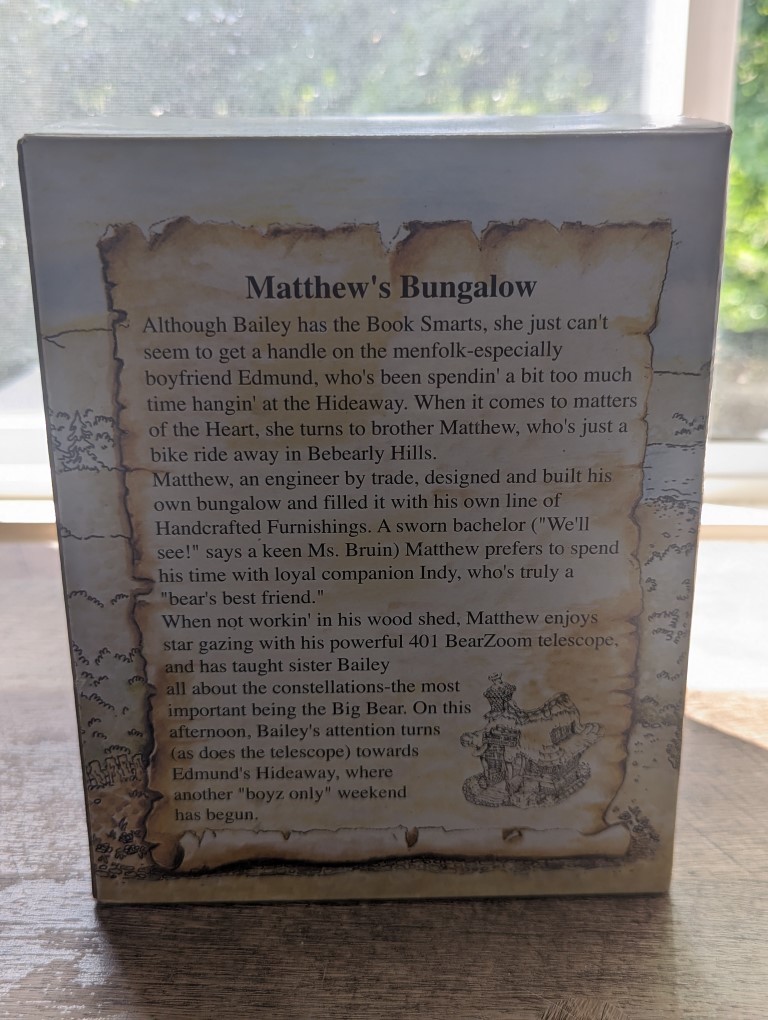 Matthew's Bungalow
Although Bailey has the Book Smarts, she just can't
seem to get a handle on the menfolk-especially
boyfriend Edmund, who's been spendin' a bit too much
time hangin' at the Hideaway. When it comes to matters
of the Heart, she turns to brother Matthew, who's just a
bike ride away in Bebearly Hills.
Matthew, an engineer by trade, designed and built his
own bungalow and filled it with his own line of
Handcrafted Furnishings. A sworn bachelor ("We'll
see!" says a keen Ms. Bruin) Matthew prefers to spend
his time with loyal companion Indy, who's truly a
"bear's best friend."
When not workin' in his wood shed, Matthew enjoys
star gazing with his powerful 401 BearZoom telescope,
and has taught sister Bailey
all about the constellations-the most
important being the Big Bear. On this
afternoon, Bailey's attention turns
(as does the telescope) towards
Edmund's Hideaway, where
another "boyz only" weekend
has begun.